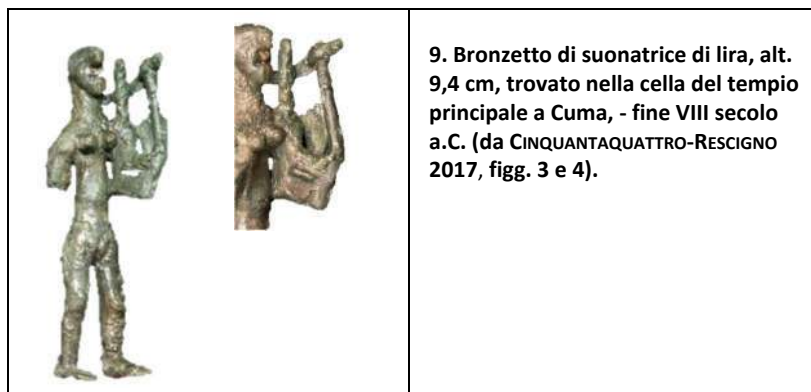 9. Bronzetto di suonatrice di lira, alt.
9,4 cm, trovato nella cella del tempio
principale a Cuma, - fine VIII secolo
a.C. (da CINQUANTAQUATTRO-RESCIGNO
2017, figg. 3 e 4).